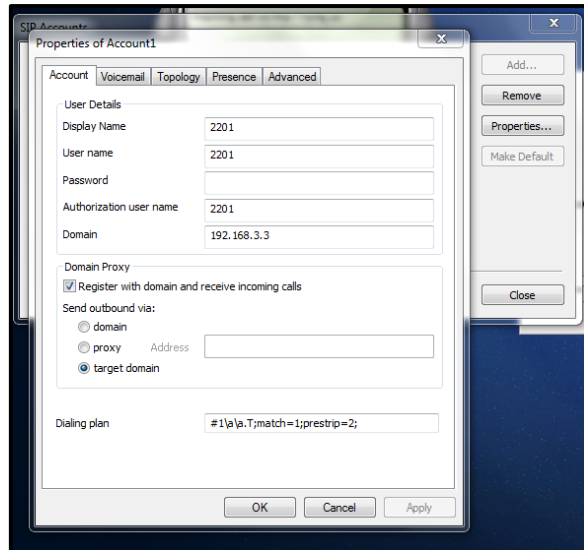 SIP Accounts
Properties of Account1
Account Voicemail Topology Presence Advanced
User Details
Display Name 2201
User name 2201
Password
Authorization user name 2201
Domain 192.168.3.3
Domain Proxy
Register with domain and receive incoming calls
Send outbound via:
domain
proxy Address
target domain
Dialing plan #1\a\a.T;match=1;prestrip=2;
OK Cancel Apply
Add...
Remove
Properties...
Make Default
Close